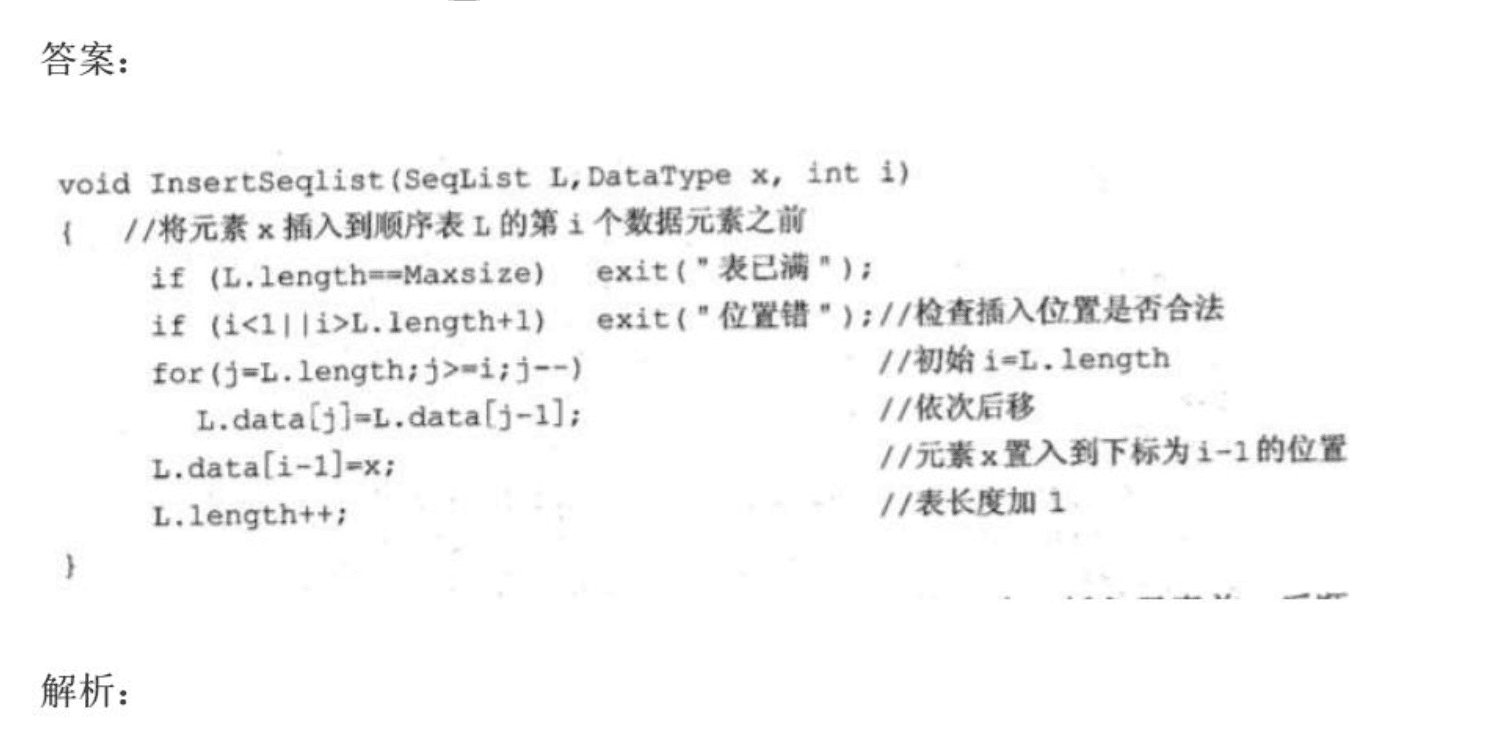 答案：
void InsertSeqlist(SeqList L,DataType x, int i)
{ //将元素 x 插入到顺序表 L 的第 i 个数据元素之前
if (L.length==Maxsize) exit("表已满");
if (i<1||i>L.length+1) exit("位置错");//检查插入位置是否合法
for(j=L.length;j>=i;j--) //初始 i=L.length
L.data[j]=L.data[j-1]; //依次后移
L.data[i-1]=x; //元素 x 置入到下标为 i-1 的位置
L.length++; //表长度加 1
}
解析：